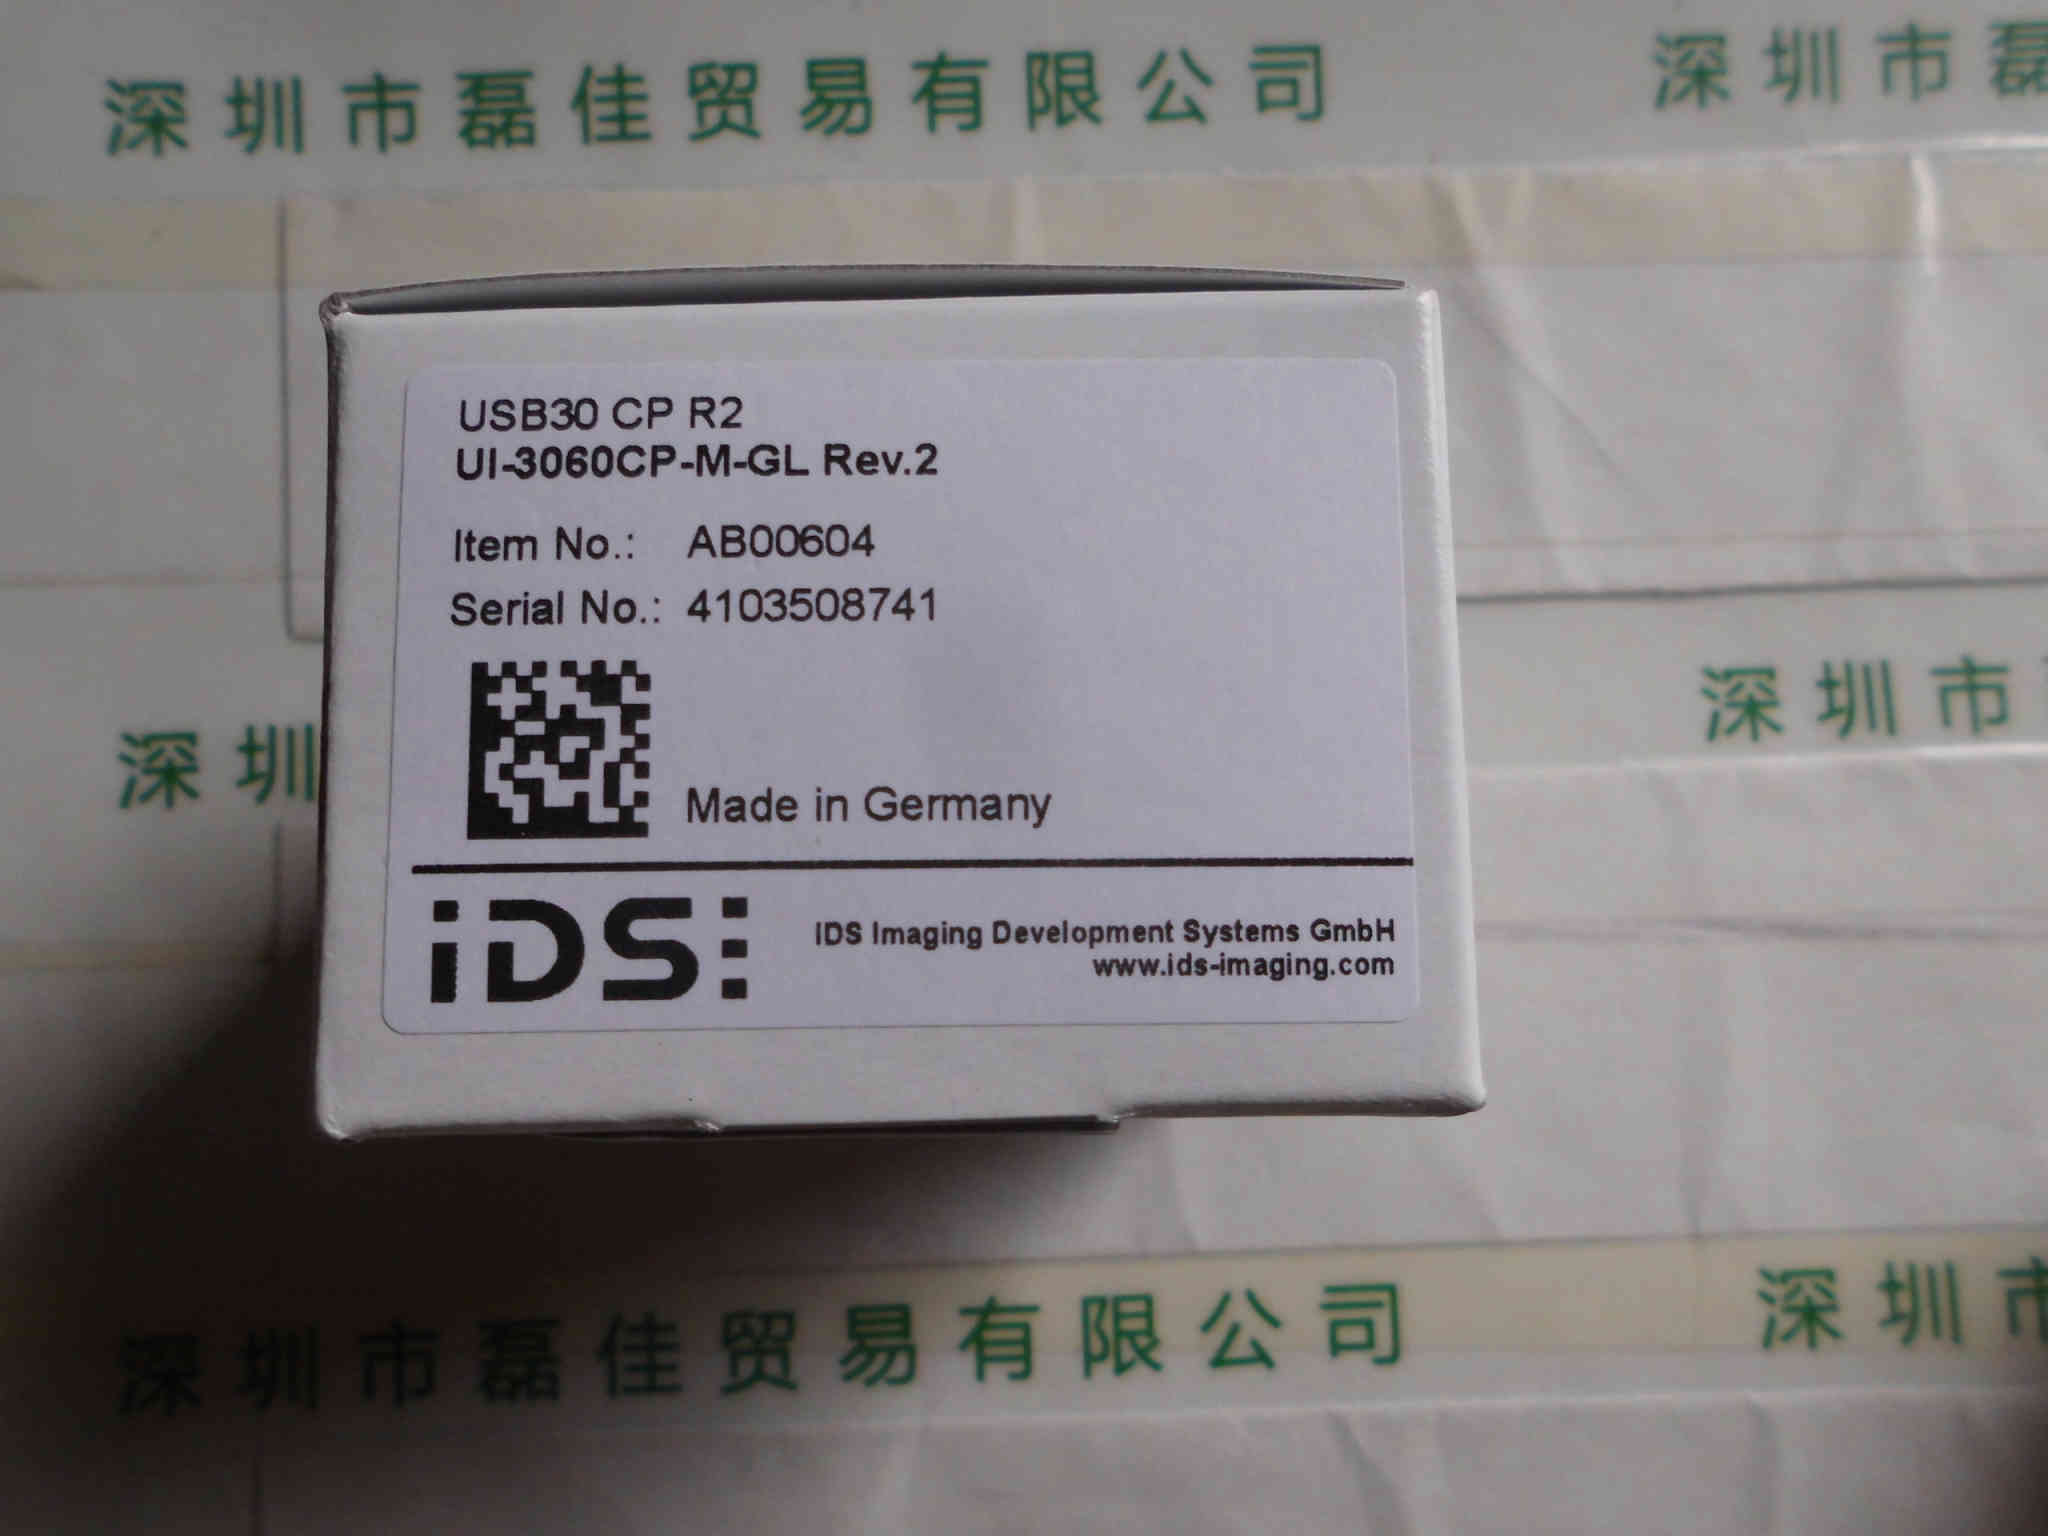 深圳市磊佳贸易有限公司
深圳市磊
USB30 CP R2
UI-3060CP-M-GL Rev.2
Item No.: AB00604
Serial No.: 4103508741
Made in Germany
IDS
IDS Imaging Development Systems GmbH
www.ids-imaging.com
深圳
深圳市
深圳市磊佳贸易有限公司
深圳市